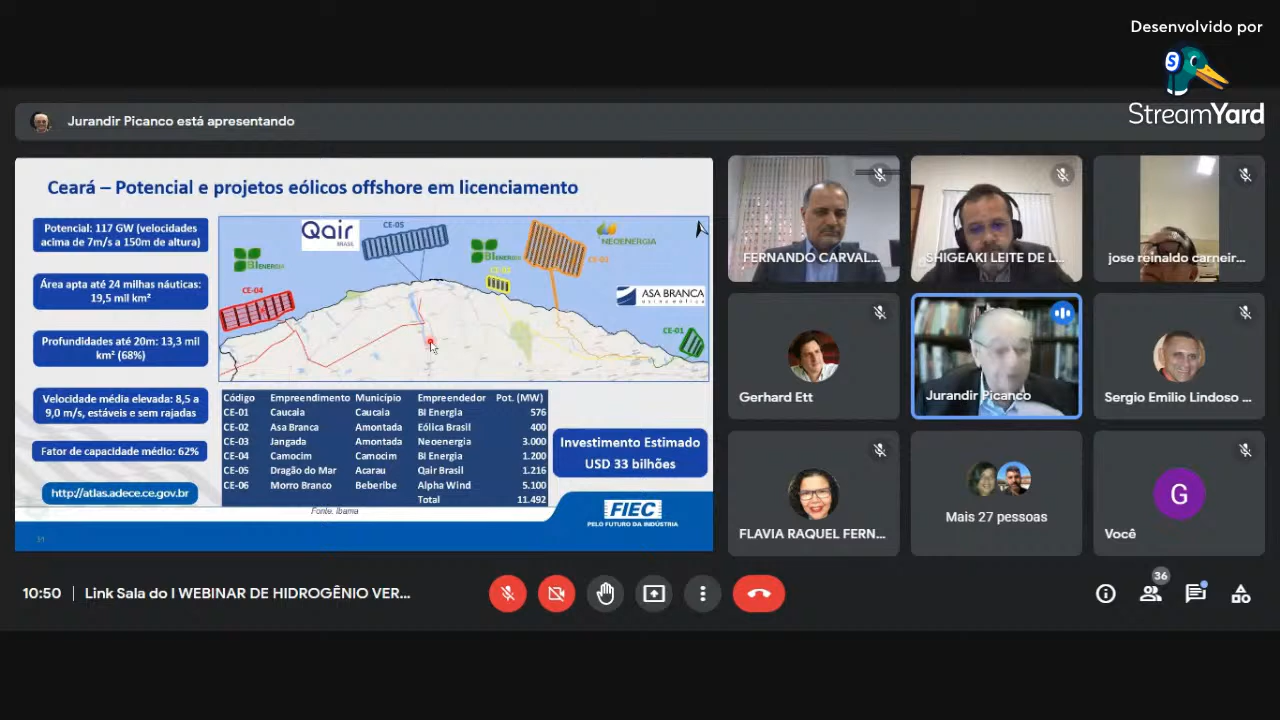 Desenvolvido por
StreamYard
Jurandir Picanco está apresentando
Ceará – Potencial e projetos eólicos offshore em licenciamento
Potencial: 117 GW (velocidades
acima de 7m/s a 150m de altura)
Área apta até 24 milhas náuticas:
19,5 mil km²
Profundidades até 20m: 13,3 mil
km² (68%)
Velocidade média elevada: 8,5 a
9,0 m/s, estáveis e sem rajadas
Fator de capacidade médio: 62%
http://atlas.adece.ce.gov.br
Qair
BRASIL
CE-05
BI ENERGIA
BI ENERGIA
NEOENERGIA
CE-03
CE-04
ASA BRANCA
CE-01
Código Empreendimento Município Empreendedor Pot. (MW)
CE-01 Caucaia Caucaia BI Energia 576
CE-02 Asa Branca Amontada Eólica Brasil 400
CE-03 Jangada Amontada Neoenergia 3.000
CE-04 Camocim Camocim BI Energia 1.200
CE-05 Dragão do Mar Acarau Qair Brasil 1.216
CE-06 Morro Branco Beberibe Alpha Wind 5.100
Total 11.492
Fonte. Ibama
Investimento Estimado
USD 33 bilhões
FIEC
PELO FUTURO DA INDÚSTRIA
FERNANDO CARVAL...
SHIGEAKI LEITE DE L...
jose reinaldo carneir...
Gerhard Ett
Jurandir Picanco
Sergio Emilio Lindoso ...
FLAVIA RAQUEL FERN...
Mais 27 pessoas
G
Você
10:50 | Link Sala do I WEBINAR DE HIDROGÊNIO VER...
36